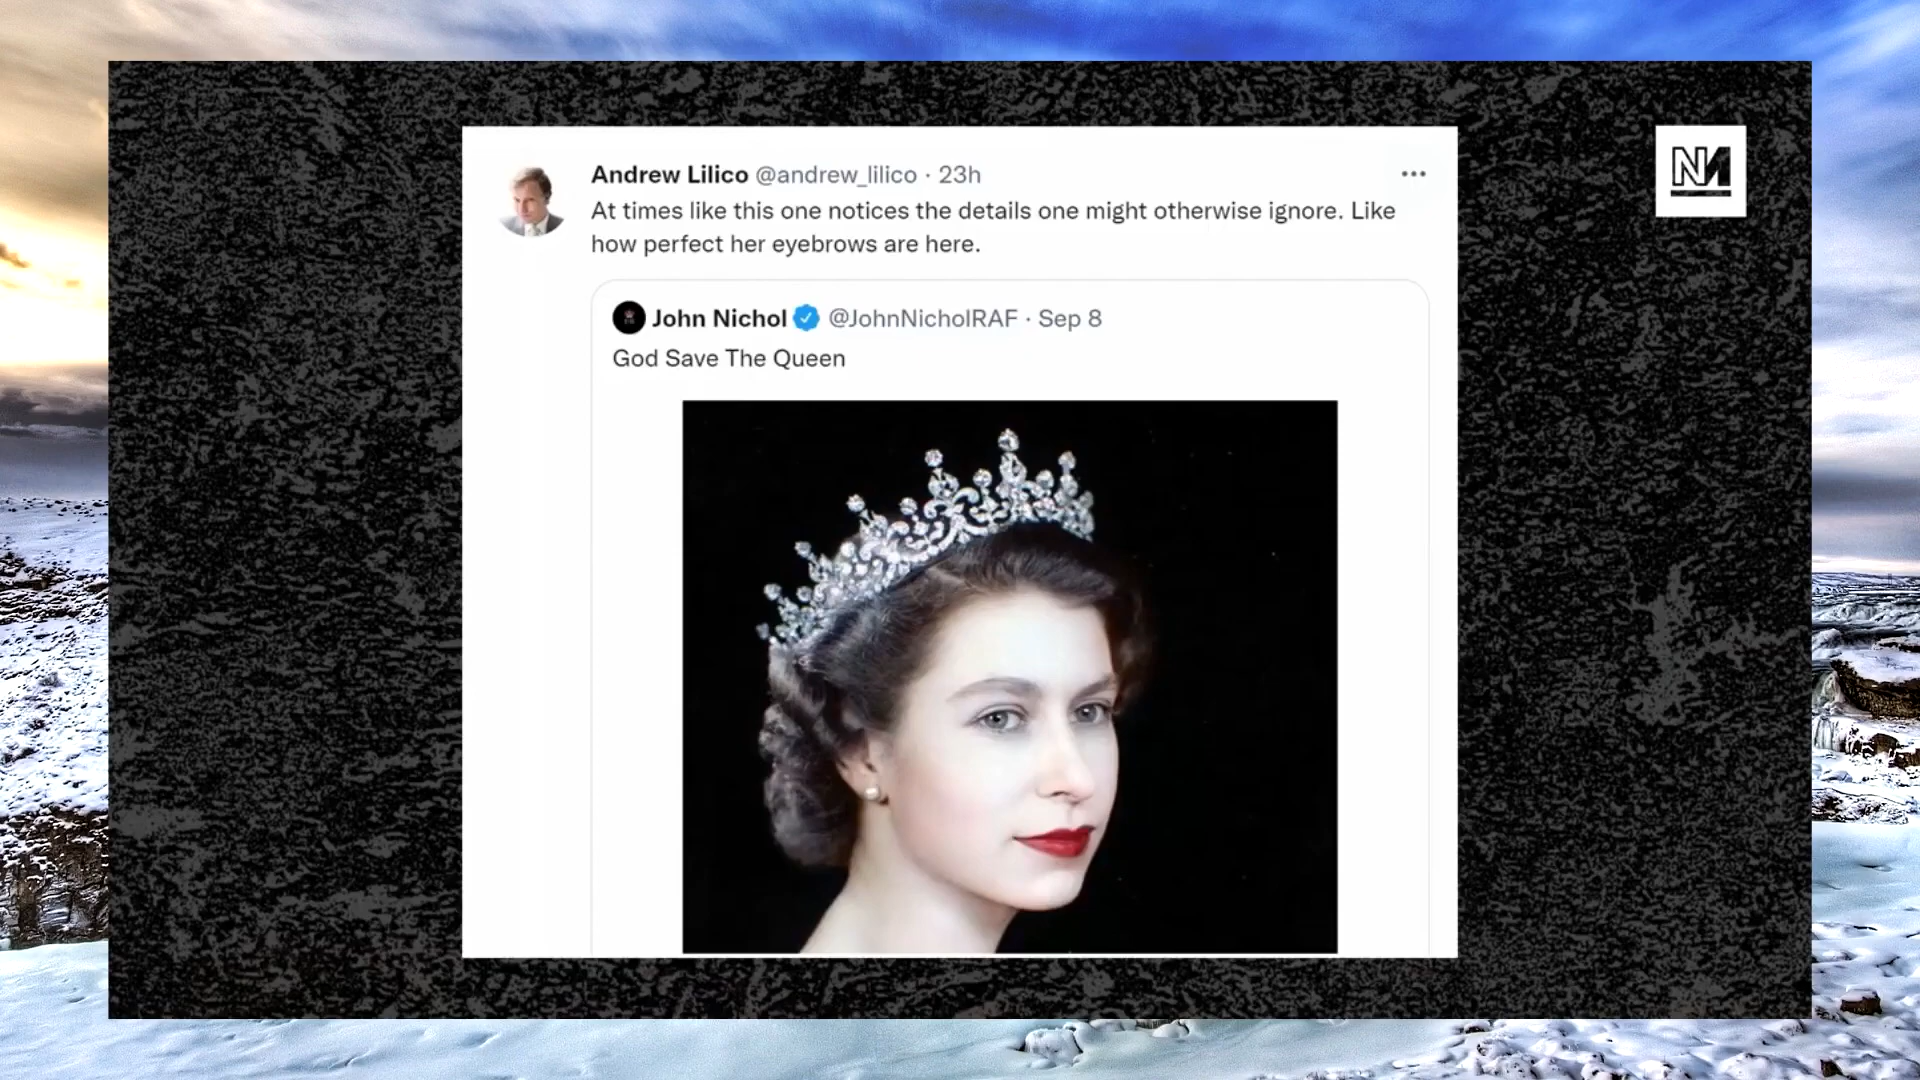 Andrew Lilico @andrew_lilico · 23h
At times like this one notices the details one might otherwise ignore. Like
how perfect her eyebrows are here.
John Nichol @JohnNicholRAF · Sep 8
God Save The Queen
NM